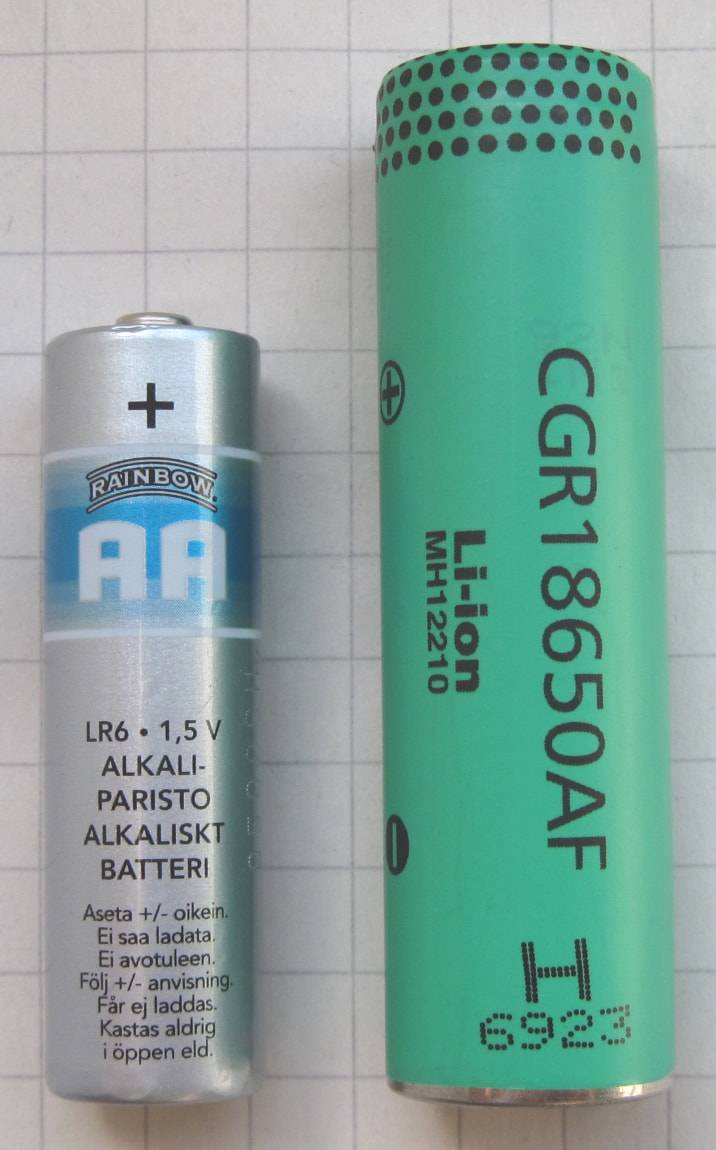 +
RAINBOW
AA
LR6 • 1,5 V
ALKALI-
PARISTO
ALKALISKT
BATTERI
Aseta +/- oikein.
Ei saa ladata.
Ei avotuleen.
Följ +/- anvisning.
Får ej laddas.
Kastas aldrig
i öppen eld.
CGR18650AF
Li-ion
MH12210
+
-
H
6923